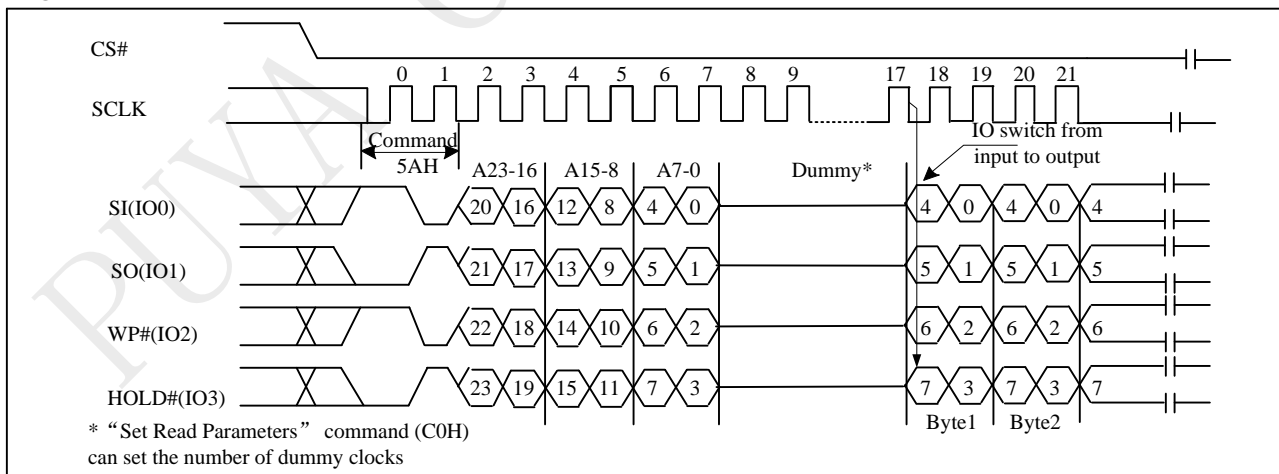 CS#
0 1 2 3 4 5 6 7 8 9 17 18 19 20 21
SCLK
Command
5AH
IO switch from
input to output
A23-16 A15-8 A7-0 Dummy*
SI(IO0) 20 16 12 8 4 0 4 0 4 0 4
SO(IO1) 21 17 13 9 5 1 5 1 5 1 5
WP#(IO2) 22 18 14 10 6 2 6 2 6 2 6
HOLD#(IO3) 23 19 15 11 7 3 7 3 7 3 7
Byte1 Byte2
* “Set Read Parameters” command (C0H)
can set the number of dummy clocks
PUYA